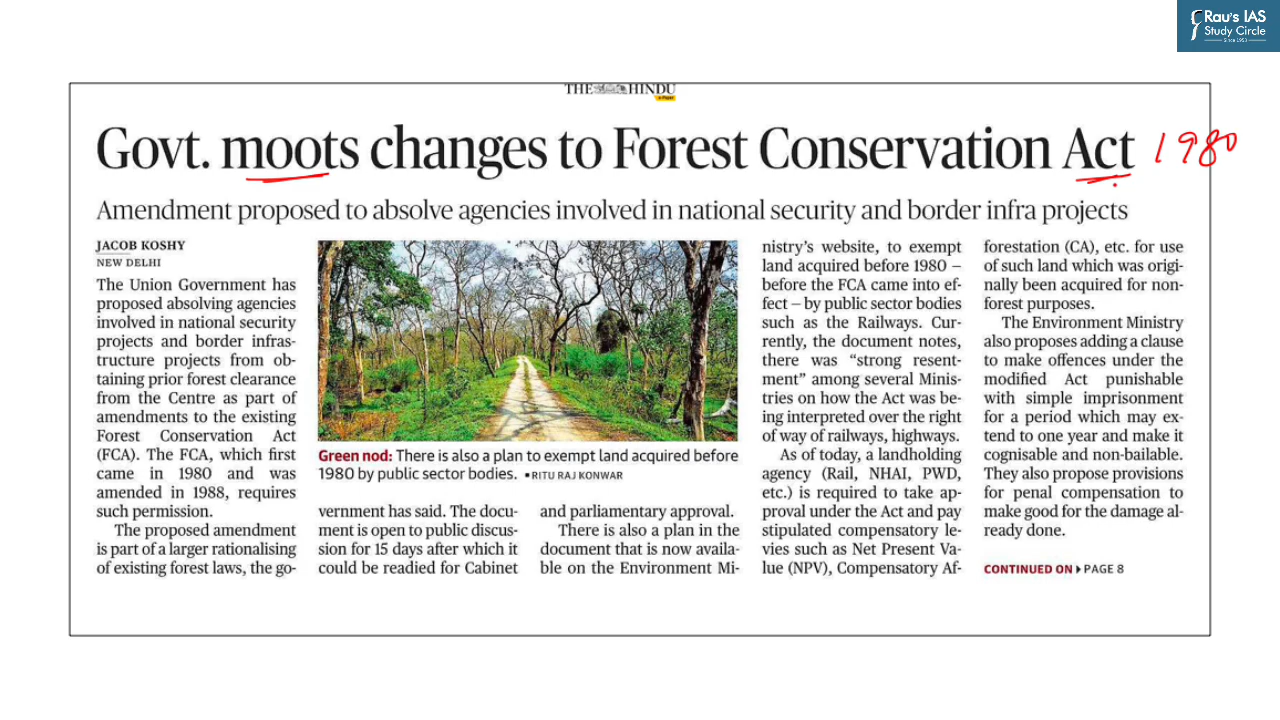 Rau's IAS
Study Circle
Since 1953
THE HINDU
e-Paper
Govt. moots changes to Forest Conservation Act 1980
Amendment proposed to absolve agencies involved in national security and border infra projects
JACOB KOSHY
NEW DELHI
The Union Government has
proposed absolving agencies
involved in national security
projects and border infras-
tructure projects from ob-
taining prior forest clearance
from the Centre as part of
amendments to the existing
Forest Conservation Act
(FCA). The FCA, which first
came in 1980 and was
amended in 1988, requires
such permission.
The proposed amendment
is part of a larger rationalising
of existing forest laws, the go-
Green nod: There is also a plan to exempt land acquired before
1980 by public sector bodies. ▪ RITU RAJ KONWAR
vernment has said. The docu-
ment is open to public discus-
sion for 15 days after which it
could be readied for Cabinet
and parliamentary approval.
There is also a plan in the
document that is now availa-
ble on the Environment Mi-
nistry's website, to exempt
land acquired before 1980 –
before the FCA came into ef-
fect – by public sector bodies
such as the Railways. Cur-
rently, the document notes,
there was “strong resent-
ment” among several Minis-
tries on how the Act was be-
ing interpreted over the right
of way of railways, highways.
As of today, a landholding
agency (Rail, NHAI, PWD,
etc.) is required to take ap-
proval under the Act and pay
stipulated compensatory le-
vies such as Net Present Va-
lue (NPV), Compensatory Af-
forestation (CA), etc. for use
of such land which was origi-
nally been acquired for non-
forest purposes.
The Environment Ministry
also proposes adding a clause
to make offences under the
modified Act punishable
with simple imprisonment
for a period which may ex-
tend to one year and make it
cognisable and non-bailable.
They also propose provisions
for penal compensation to
make good for the damage al-
ready done.
CONTINUED ON ▸ PAGE 8